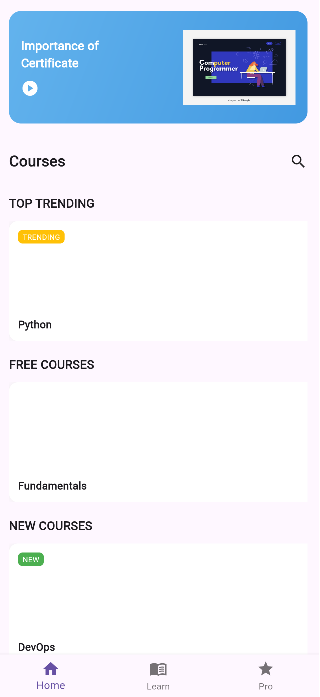 Importance of
Certificate
Computer
Programmer
Courses
TOP TRENDING
TRENDING
Python
FREE COURSES
Fundamentals
NEW COURSES
NEW
DevOps
Home
Learn
Pro